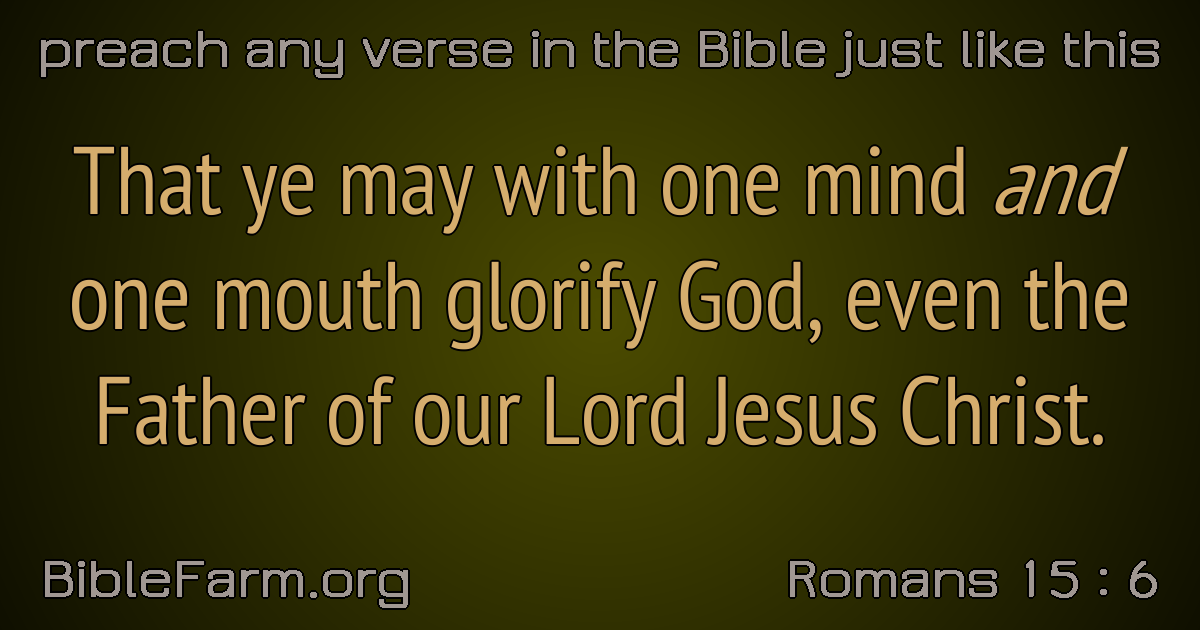 preach any verse in the Bible just like this
That ye may with one mind and
one mouth glorify God, even the
Father of our Lord Jesus Christ.
BibleFarm.org
Romans 15 : 6